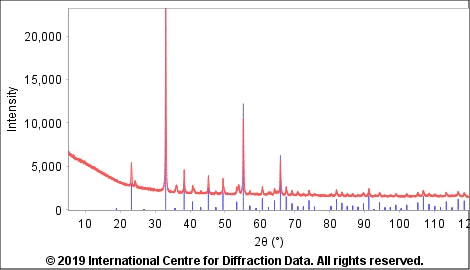 20,000
15,000
10,000
5,000
0
Intensity
10 20 30 40 50 60 70 80 90 100 110 120
2θ (°)
© 2019 International Centre for Diffraction Data. All rights reserved.